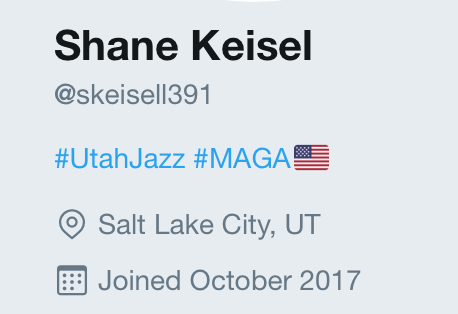 Shane Keisel
@skeisell391
#UtahJazz #MAGA🇺🇸
Salt Lake City, UT
Joined October 2017